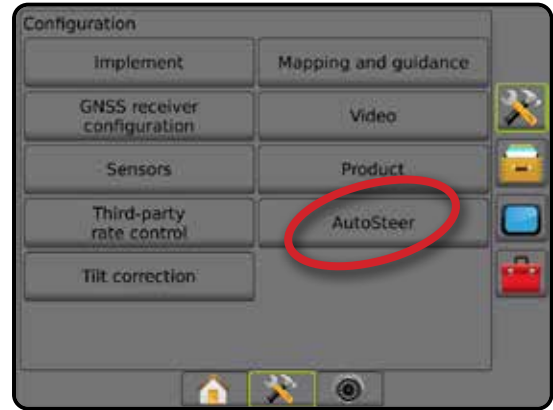 Configuration
Implement
Mapping and guidance
GNSS receiver
configuration
Video
Sensors
Product
Third-party
rate control
AutoSteer
Tilt correction